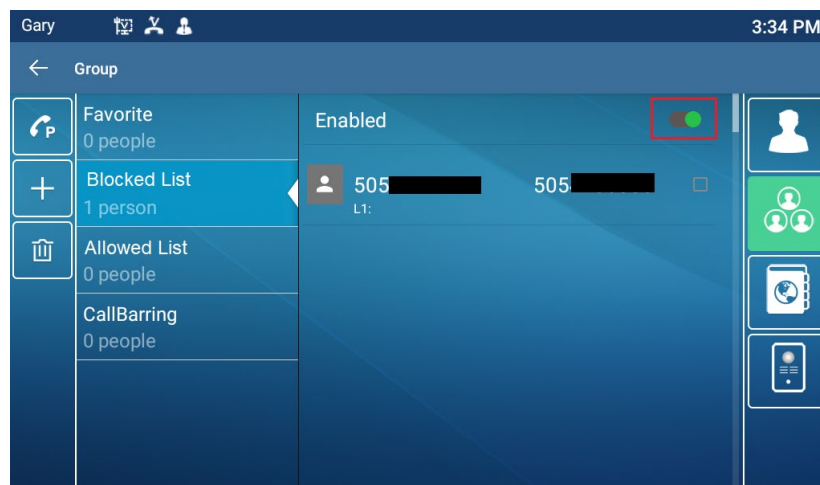 Gary
3:34 PM
Group
P
Favorite
0 people
Blocked List
1 person
Allowed List
0 people
CallBarring
0 people
Enabled
505 505
L1: